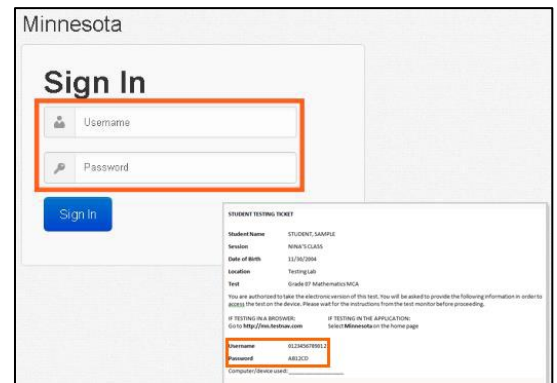 Minnesota
Sign In
Username
Password
Sign In
STUDENT TESTING TICKET
Student Name STUDENT, SAMPLE
Session NINA'S CLASS
Date of Birth 11/30/2004
Location Testing Lab
Test Grade 07 Mathematics MCA
You are authorized to take the electronic version of this test. You will be asked to provide the following information in order to
access the test on the device. Please wait for the instructions from the test monitor before proceeding.
IF TESTING IN A BROSWER: IF TESTING IN THE APPLICATION:
Go to http://mn.testnav.com Select Minnesota on the home page
Username 0123456789012
Password AB12CD
Computer/device used:____________________